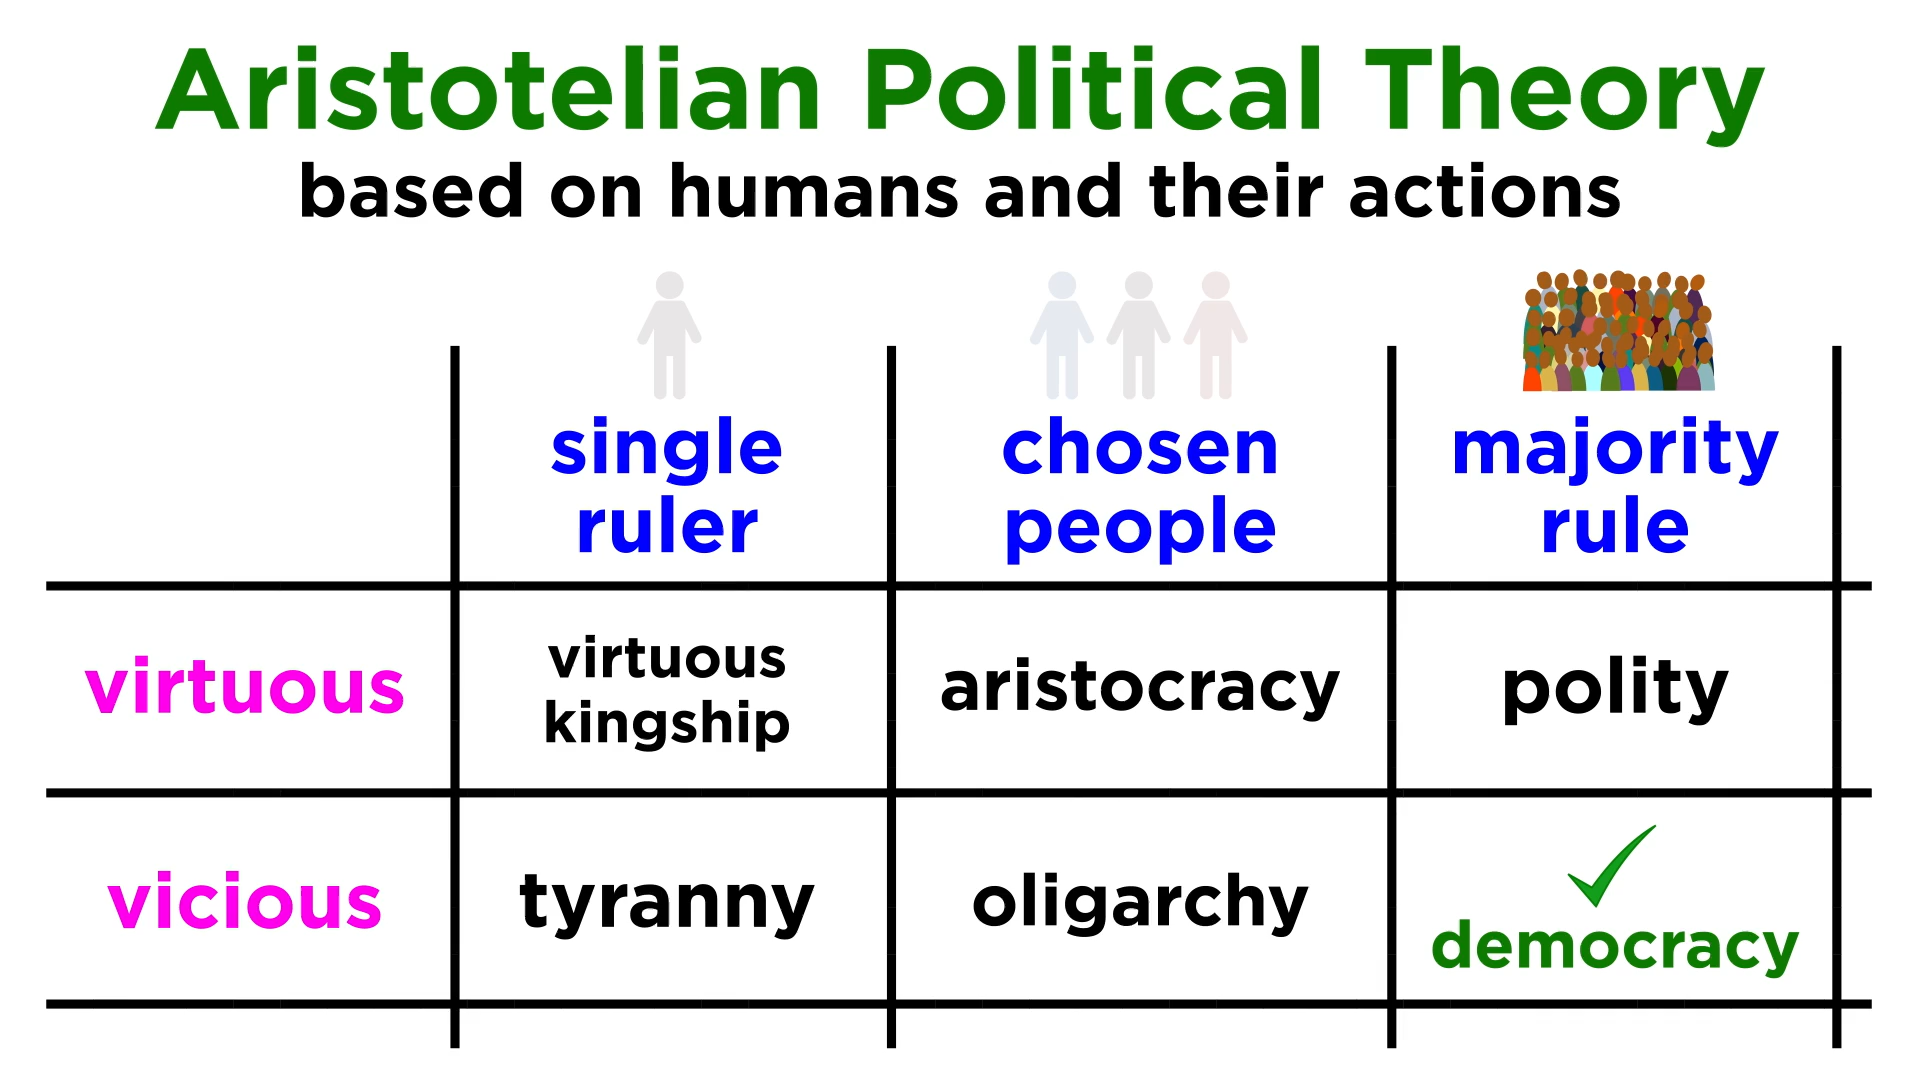 Aristotelian Political Theory
based on humans and their actions
single
ruler
chosen
people
majority
rule
virtuous
virtuous
kingship
aristocracy
polity
vicious
tyranny
oligarchy
democracy